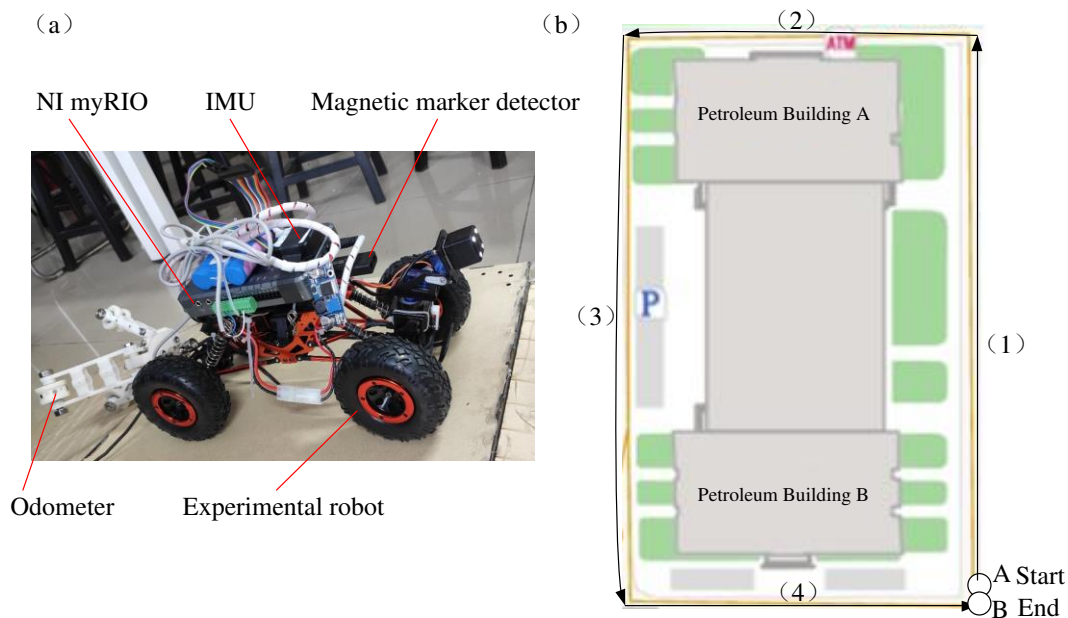 (a)
NI myRIO
IMU
Magnetic marker detector
Odometer
Experimental robot
(b)
(2)
ATM
Petroleum Building A
(3)
P
(1)
Petroleum Building B
A Start
(4)
B End